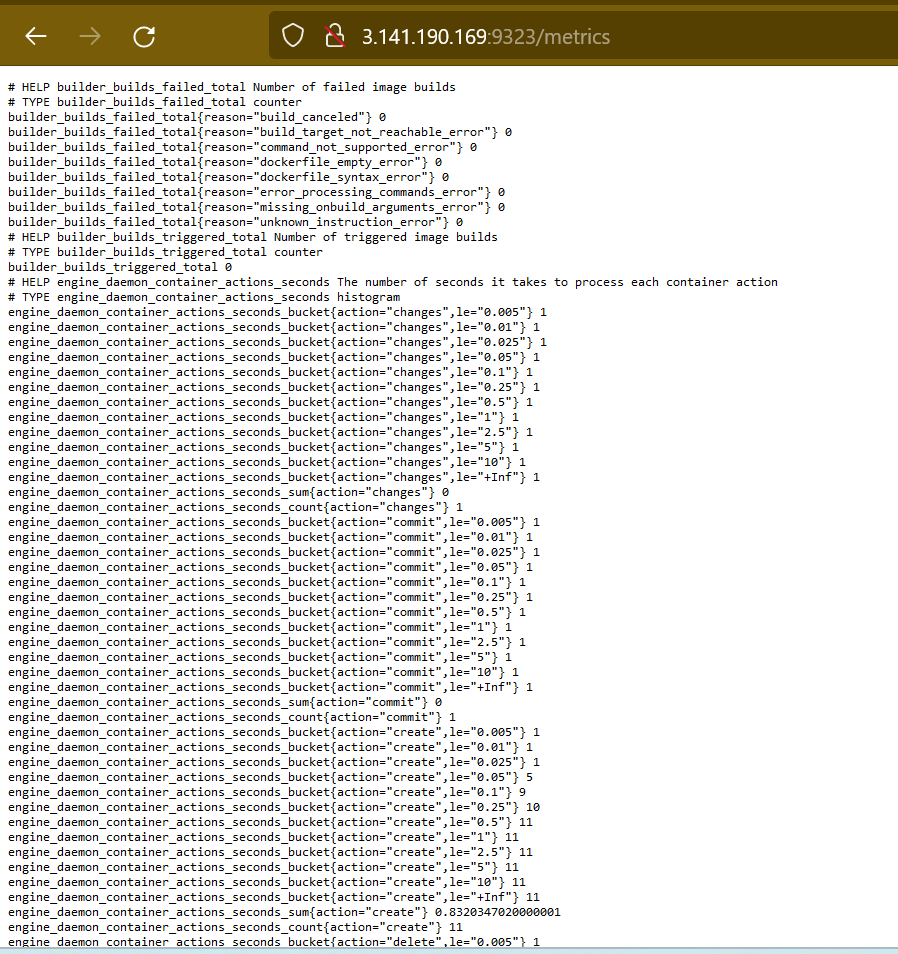 3.141.190.169:9323/metrics
# HELP builder_builds_failed_total Number of failed image builds
# TYPE builder_builds_failed_total counter
builder_builds_failed_total{reason="build_canceled"} 0
builder_builds_failed_total{reason="build_target_not_reachable_error"} 0
builder_builds_failed_total{reason="command_not_supported_error"} 0
builder_builds_failed_total{reason="dockerfile_empty_error"} 0
builder_builds_failed_total{reason="dockerfile_syntax_error"} 0
builder_builds_failed_total{reason="error_processing_commands_error"} 0
builder_builds_failed_total{reason="missing_onbuild_arguments_error"} 0
builder_builds_failed_total{reason="unknown_instruction_error"} 0
# HELP builder_builds_triggered_total Number of triggered image builds
# TYPE builder_builds_triggered_total counter
builder_builds_triggered_total 0
# HELP engine_daemon_container_actions_seconds The number of seconds it takes to process each container action
# TYPE engine_daemon_container_actions_seconds histogram
engine_daemon_container_actions_seconds_bucket{action="changes",le="0.005"} 1
engine_daemon_container_actions_seconds_bucket{action="changes",le="0.01"} 1
engine_daemon_container_actions_seconds_bucket{action="changes",le="0.025"} 1
engine_daemon_container_actions_seconds_bucket{action="changes",le="0.05"} 1
engine_daemon_container_actions_seconds_bucket{action="changes",le="0.1"} 1
engine_daemon_container_actions_seconds_bucket{action="changes",le="0.25"} 1
engine_daemon_container_actions_seconds_bucket{action="changes",le="0.5"} 1
engine_daemon_container_actions_seconds_bucket{action="changes",le="1"} 1
engine_daemon_container_actions_seconds_bucket{action="changes",le="2.5"} 1
engine_daemon_container_actions_seconds_bucket{action="changes",le="5"} 1
engine_daemon_container_actions_seconds_bucket{action="changes",le="10"} 1
engine_daemon_container_actions_seconds_bucket{action="changes",le="+Inf"} 1
engine_daemon_container_actions_seconds_sum{action="changes"} 0
engine_daemon_container_actions_seconds_count{action="changes"} 1
engine_daemon_container_actions_seconds_bucket{action="commit",le="0.005"} 1
engine_daemon_container_actions_seconds_bucket{action="commit",le="0.01"} 1
engine_daemon_container_actions_seconds_bucket{action="commit",le="0.025"} 1
engine_daemon_container_actions_seconds_bucket{action="commit",le="0.05"} 1
engine_daemon_container_actions_seconds_bucket{action="commit",le="0.1"} 1
engine_daemon_container_actions_seconds_bucket{action="commit",le="0.25"} 1
engine_daemon_container_actions_seconds_bucket{action="commit",le="0.5"} 1
engine_daemon_container_actions_seconds_bucket{action="commit",le="1"} 1
engine_daemon_container_actions_seconds_bucket{action="commit",le="2.5"} 1
engine_daemon_container_actions_seconds_bucket{action="commit",le="5"} 1
engine_daemon_container_actions_seconds_bucket{action="commit",le="10"} 1
engine_daemon_container_actions_seconds_bucket{action="commit",le="+Inf"} 1
engine_daemon_container_actions_seconds_sum{action="commit"} 0
engine_daemon_container_actions_seconds_count{action="commit"} 1
engine_daemon_container_actions_seconds_bucket{action="create",le="0.005"} 1
engine_daemon_container_actions_seconds_bucket{action="create",le="0.01"} 1
engine_daemon_container_actions_seconds_bucket{action="create",le="0.025"} 1
engine_daemon_container_actions_seconds_bucket{action="create",le="0.05"} 5
engine_daemon_container_actions_seconds_bucket{action="create",le="0.1"} 9
engine_daemon_container_actions_seconds_bucket{action="create",le="0.25"} 10
engine_daemon_container_actions_seconds_bucket{action="create",le="0.5"} 11
engine_daemon_container_actions_seconds_bucket{action="create",le="1"} 11
engine_daemon_container_actions_seconds_bucket{action="create",le="2.5"} 11
engine_daemon_container_actions_seconds_bucket{action="create",le="5"} 11
engine_daemon_container_actions_seconds_bucket{action="create",le="10"} 11
engine_daemon_container_actions_seconds_bucket{action="create",le="+Inf"} 11
engine_daemon_container_actions_seconds_sum{action="create"} 0.8320347020000001
engine_daemon_container_actions_seconds_count{action="create"} 11
engine_daemon_container_actions_seconds_bucket{action="delete",le="0.005"} 1